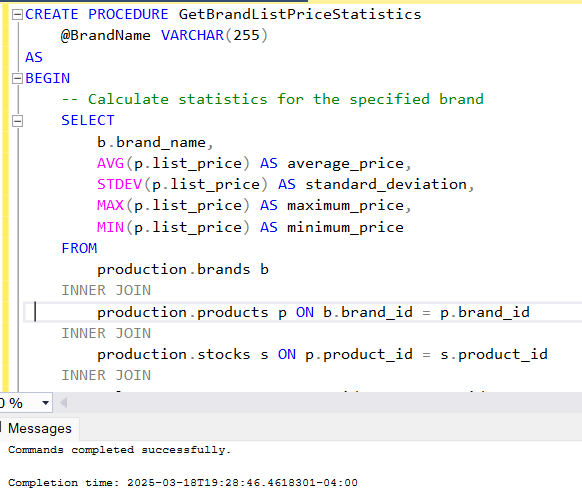 CREATE PROCEDURE GetBrandListPriceStatistics
@BrandName VARCHAR(255)
AS
BEGIN
-- Calculate statistics for the specified brand
SELECT
b.brand_name,
AVG(p.list_price) AS average_price,
STDEV(p.list_price) AS standard_deviation,
MAX(p.list_price) AS maximum_price,
MIN(p.list_price) AS minimum_price
FROM
production.brands b
INNER JOIN
production.products p ON b.brand_id = p.brand_id
INNER JOIN
production.stocks s ON p.product_id = s.product_id
INNER JOIN
0 %
Messages
Commands completed successfully.
Completion time: 2025-03-18T19:28:46.4618301-04:00